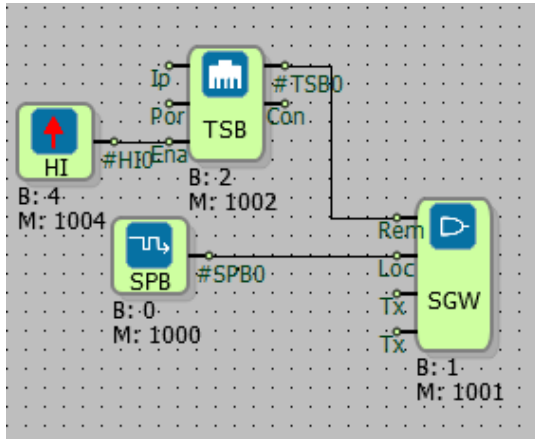 Ip
#TSB0
Por
Con
TSB
#HI0
Ena
HI
B: 2
M: 1002
B: 4
M: 1004
Rem
#SPB0
Loc
SPB
Tx
SGW
B: 0
M: 1000
Tx
B: 1
M: 1001